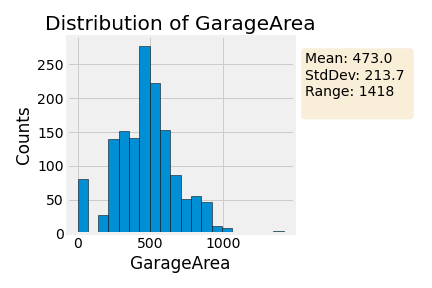 Distribution of GarageArea
Mean: 473.0
StdDev: 213.7
Range: 1418
Counts
250
200
150
100
50
0
0 500 1000
GarageArea